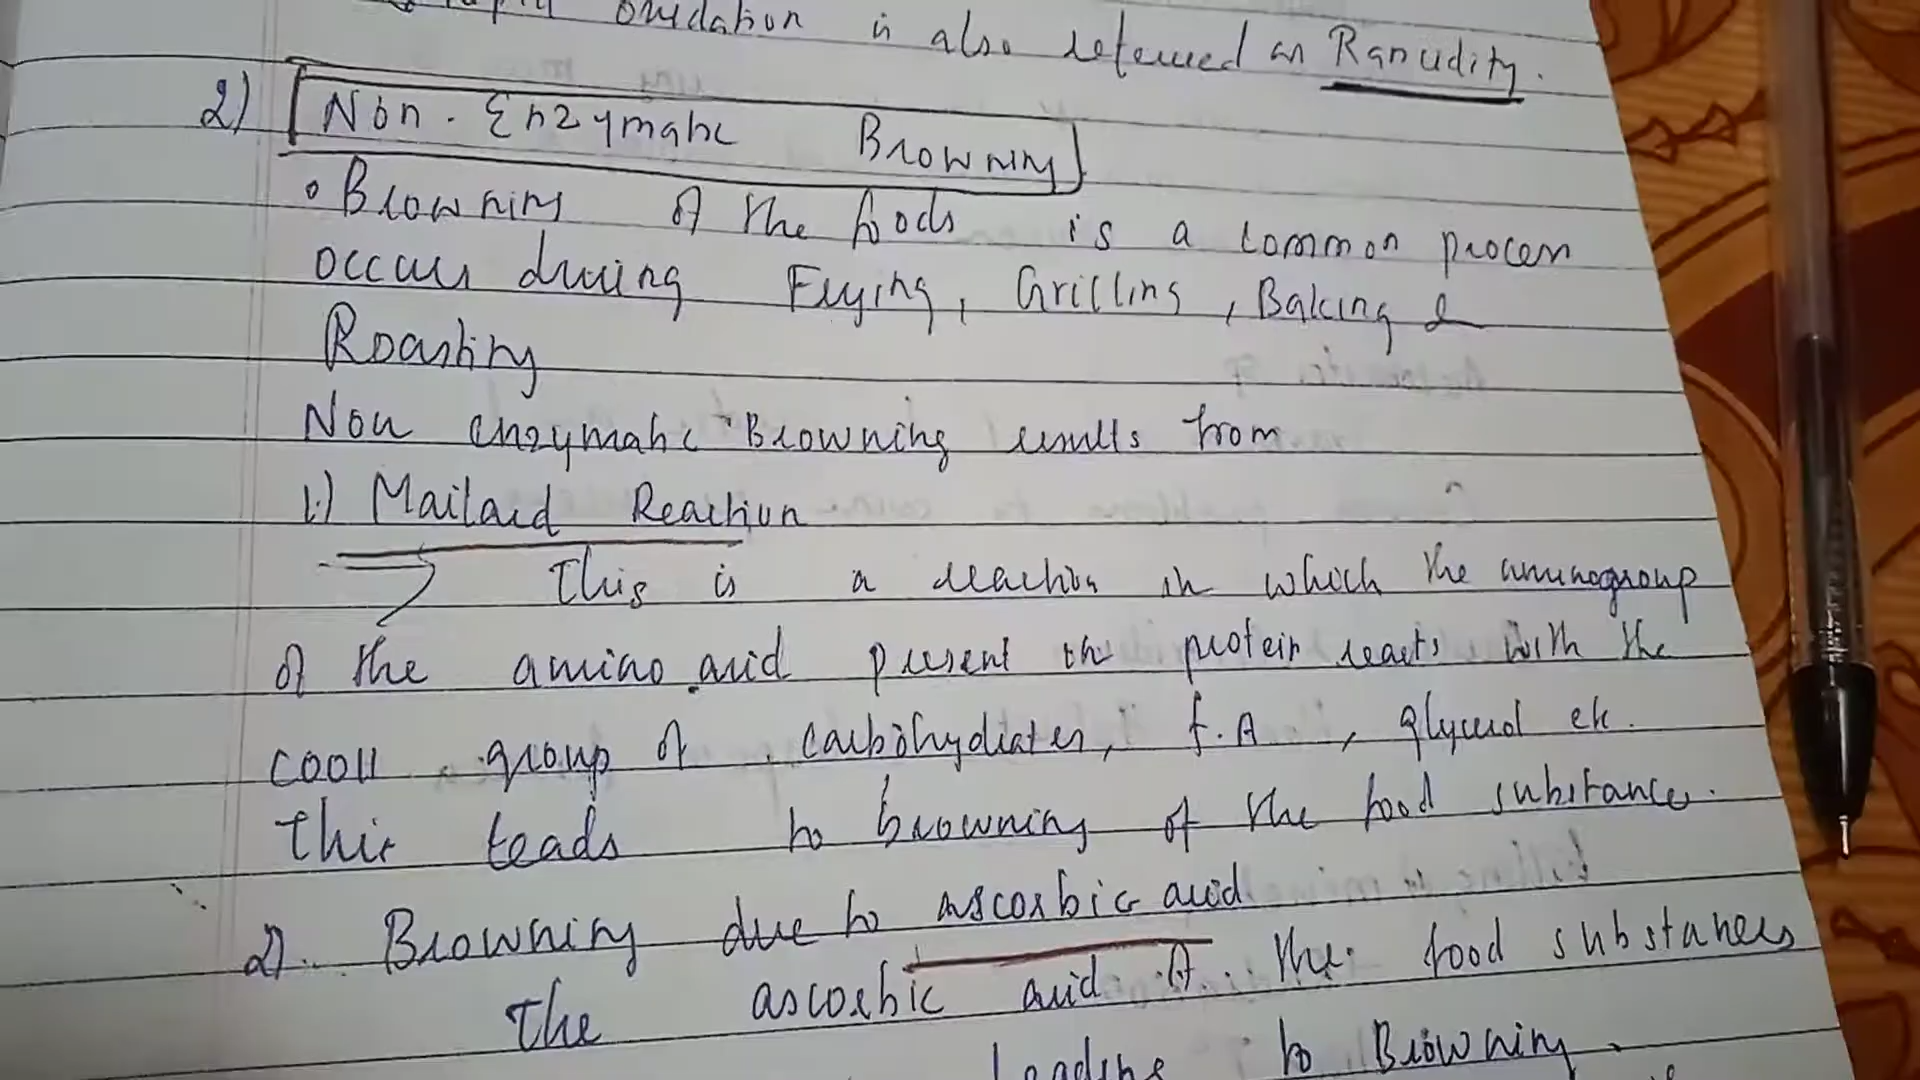 oxidation is also referred as Rancidity.
2) Non-Enzymatic Browning
Browning of the foods is a common process
occurs during Frying, Grilling, Baking &
Roasting
Non enzymatic Browning results from
1.) Mailard Reaction
This is a reaction in which the aminogroup
of the amino acid present the protein reacts with the
COOH group of carbohydrates, f.A, glycerol etc.
this leads to browning of the food substances.
2). Browning due to ascorbic acid
The ascorbic acid of the food substances
leading to Browning